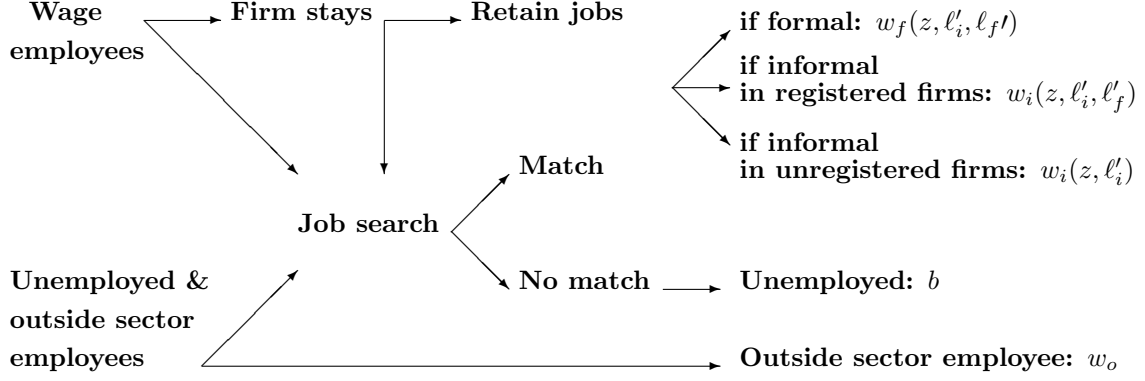 Wage
employees
Firm stays
Retain jobs
if formal: w_f(z, ℓ′_i, ℓ_{f′})
if informal
in registered firms: w_i(z, ℓ′_i, ℓ′_f)
if informal
in unregistered firms: w_i(z, ℓ′_i)
Match
Job search
No match
Unemployed: b
Unemployed &
outside sector
employees
Outside sector employee: w_o